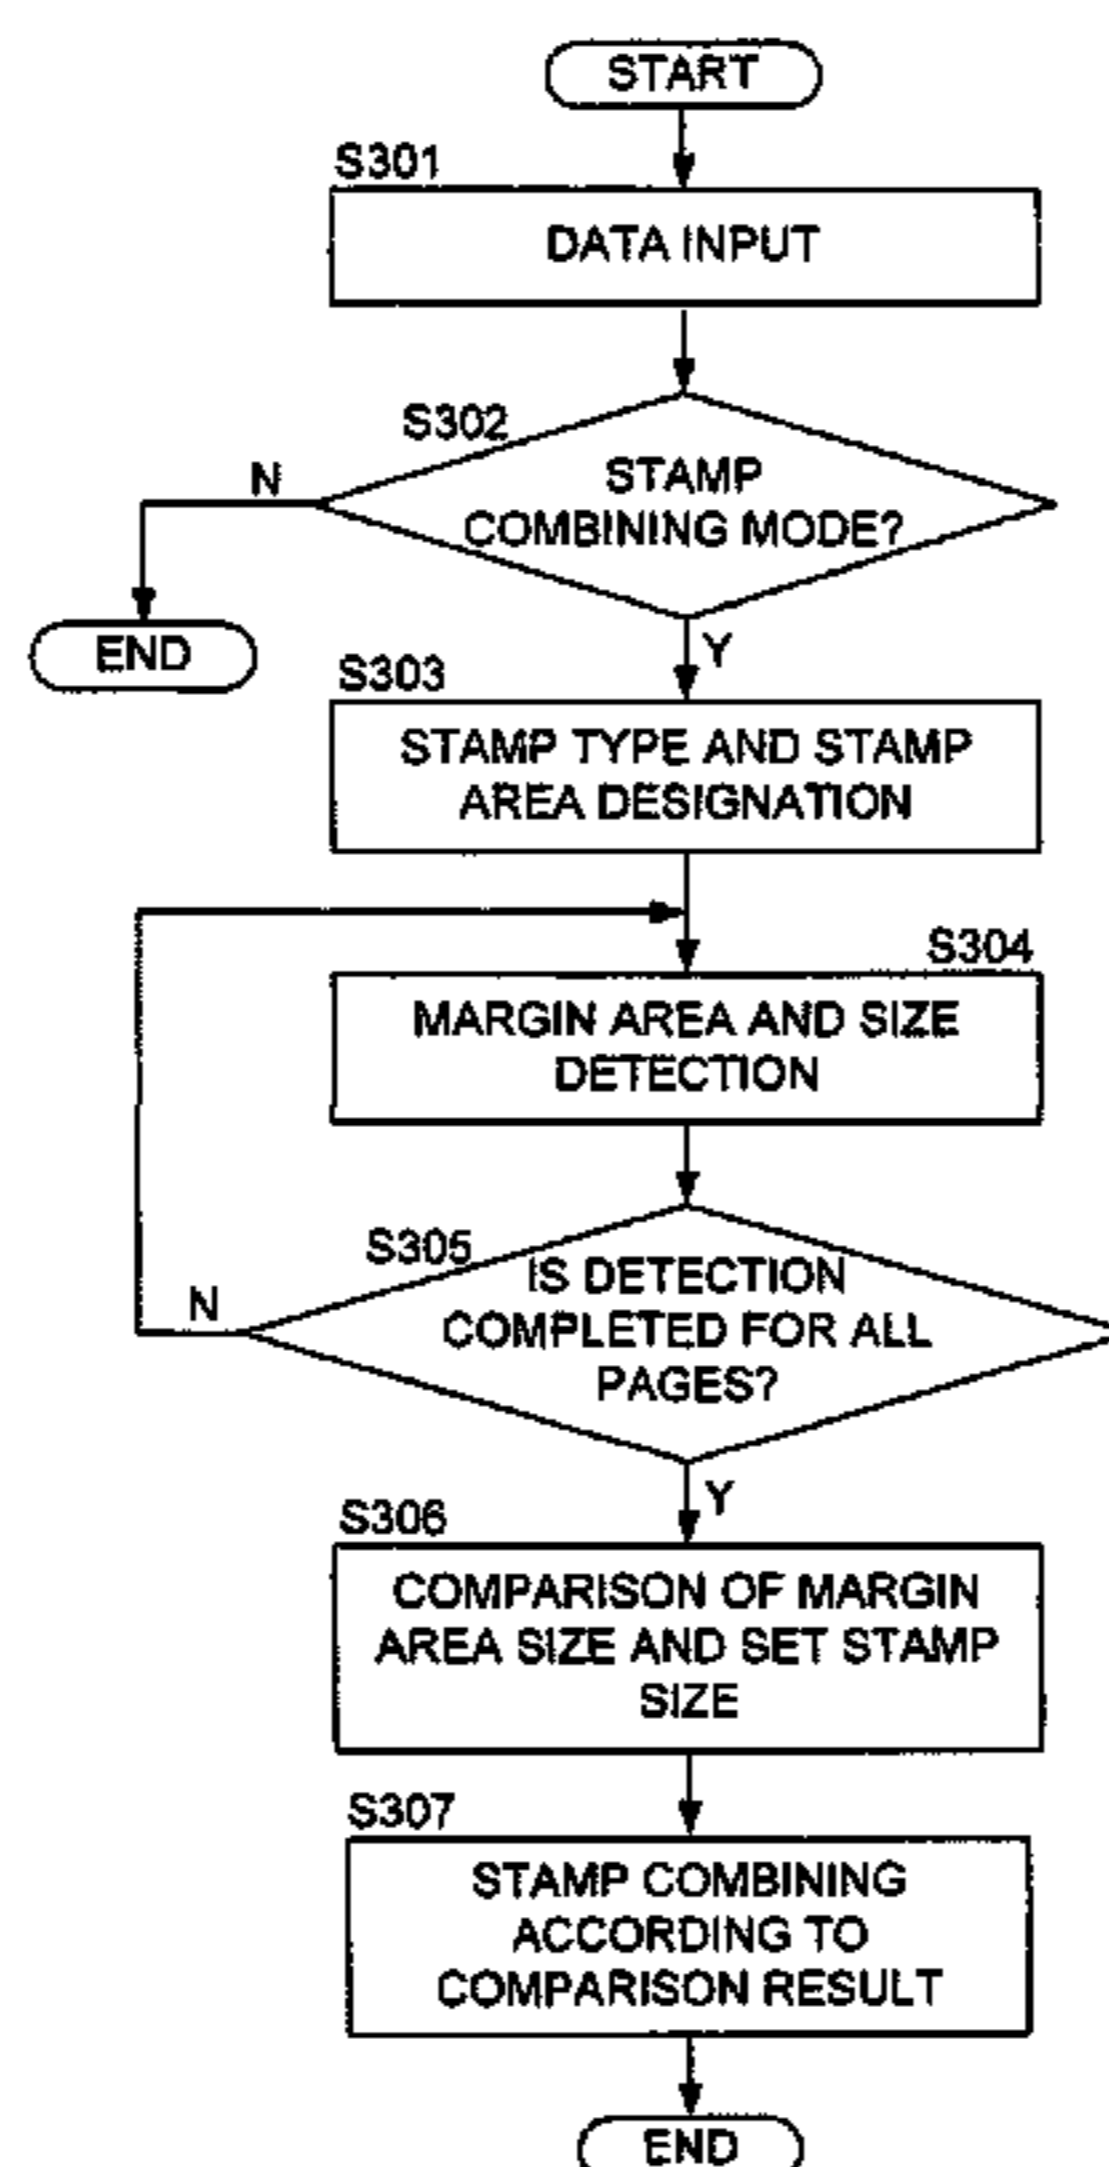 START
S301
DATA INPUT
S302
N
STAMP
COMBINING MODE?
END
Y
S303
STAMP TYPE AND STAMP
AREA DESIGNATION
S304
MARGIN AREA AND SIZE
DETECTION
S305
N
IS DETECTION
COMPLETED FOR ALL
PAGES?
Y
S306
COMPARISON OF MARGIN
AREA SIZE AND SET STAMP
SIZE
S307
STAMP COMBINING
ACCORDING TO
COMPARISON RESULT
END